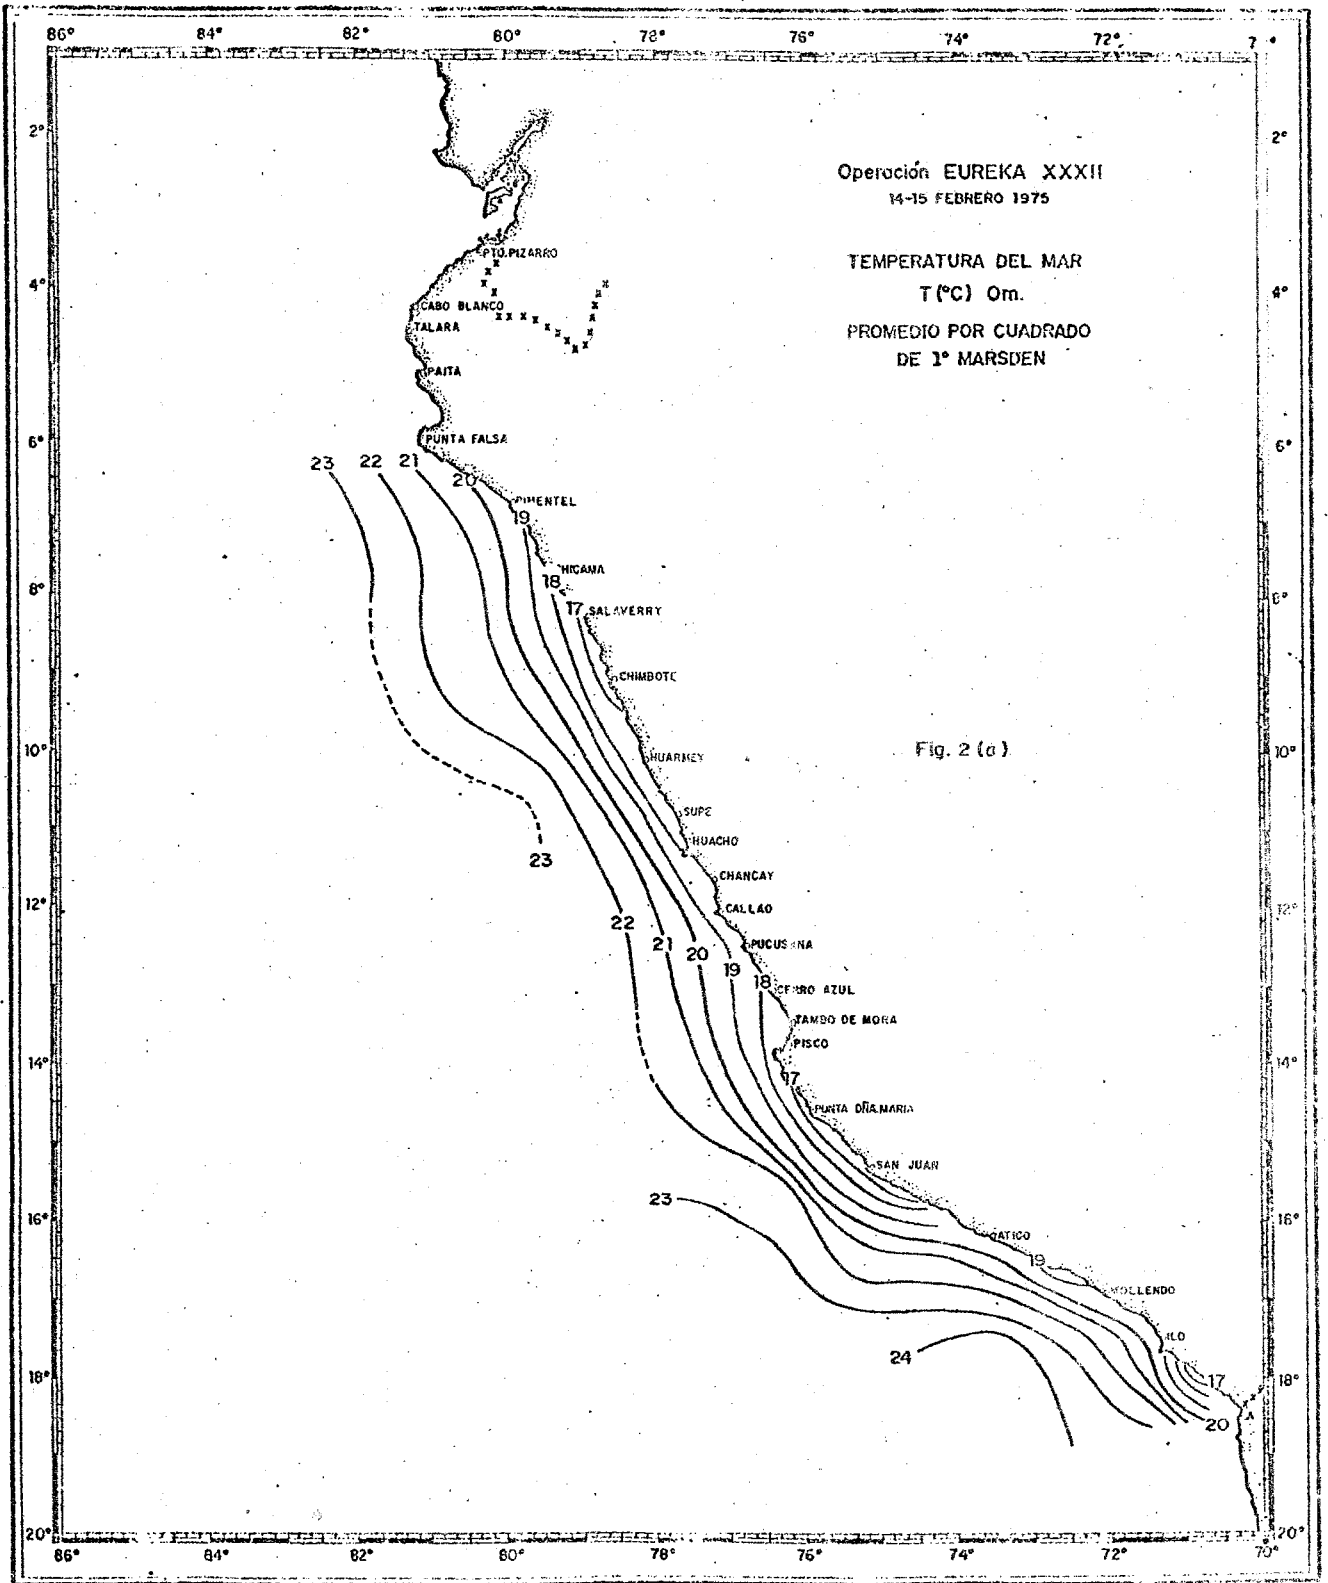 86° 84° 82° 80° 78° 76° 74° 72°
2° 2°
Operación EUREKA XXXII
14-15 FEBRERO 1975
PTO. PIZARRO
TEMPERATURA DEL MAR
4° 4°
T (°C) 0m.
CABO BLANCO
TALARA
PROMEDIO POR CUADRADO
DE 1° MARSDEN
PAITA
6° PUNTA FALSA 6°
23 22 21 20
PIMENTEL
19
CHICAMA
8° 18 8°
17 SALAVERRY
CHIMBOTE
10° HUARMEY Fig. 2 (a) 10°
SUPE
HUACHO
23
CHANCAY
12° CALLAO 12°
22 21 20 PUCUSANA
19 18 CERRO AZUL
TAMBO DE MORA
PISCO
14° 14°
17
PUNTA DÑA. MARIA
SAN JUAN
23
16° 16°
ATICO
19
MOLLENDO
ILO
24
18° 17 18°
20
20° 20°
86° 84° 82° 80° 78° 76° 74° 72° 70°